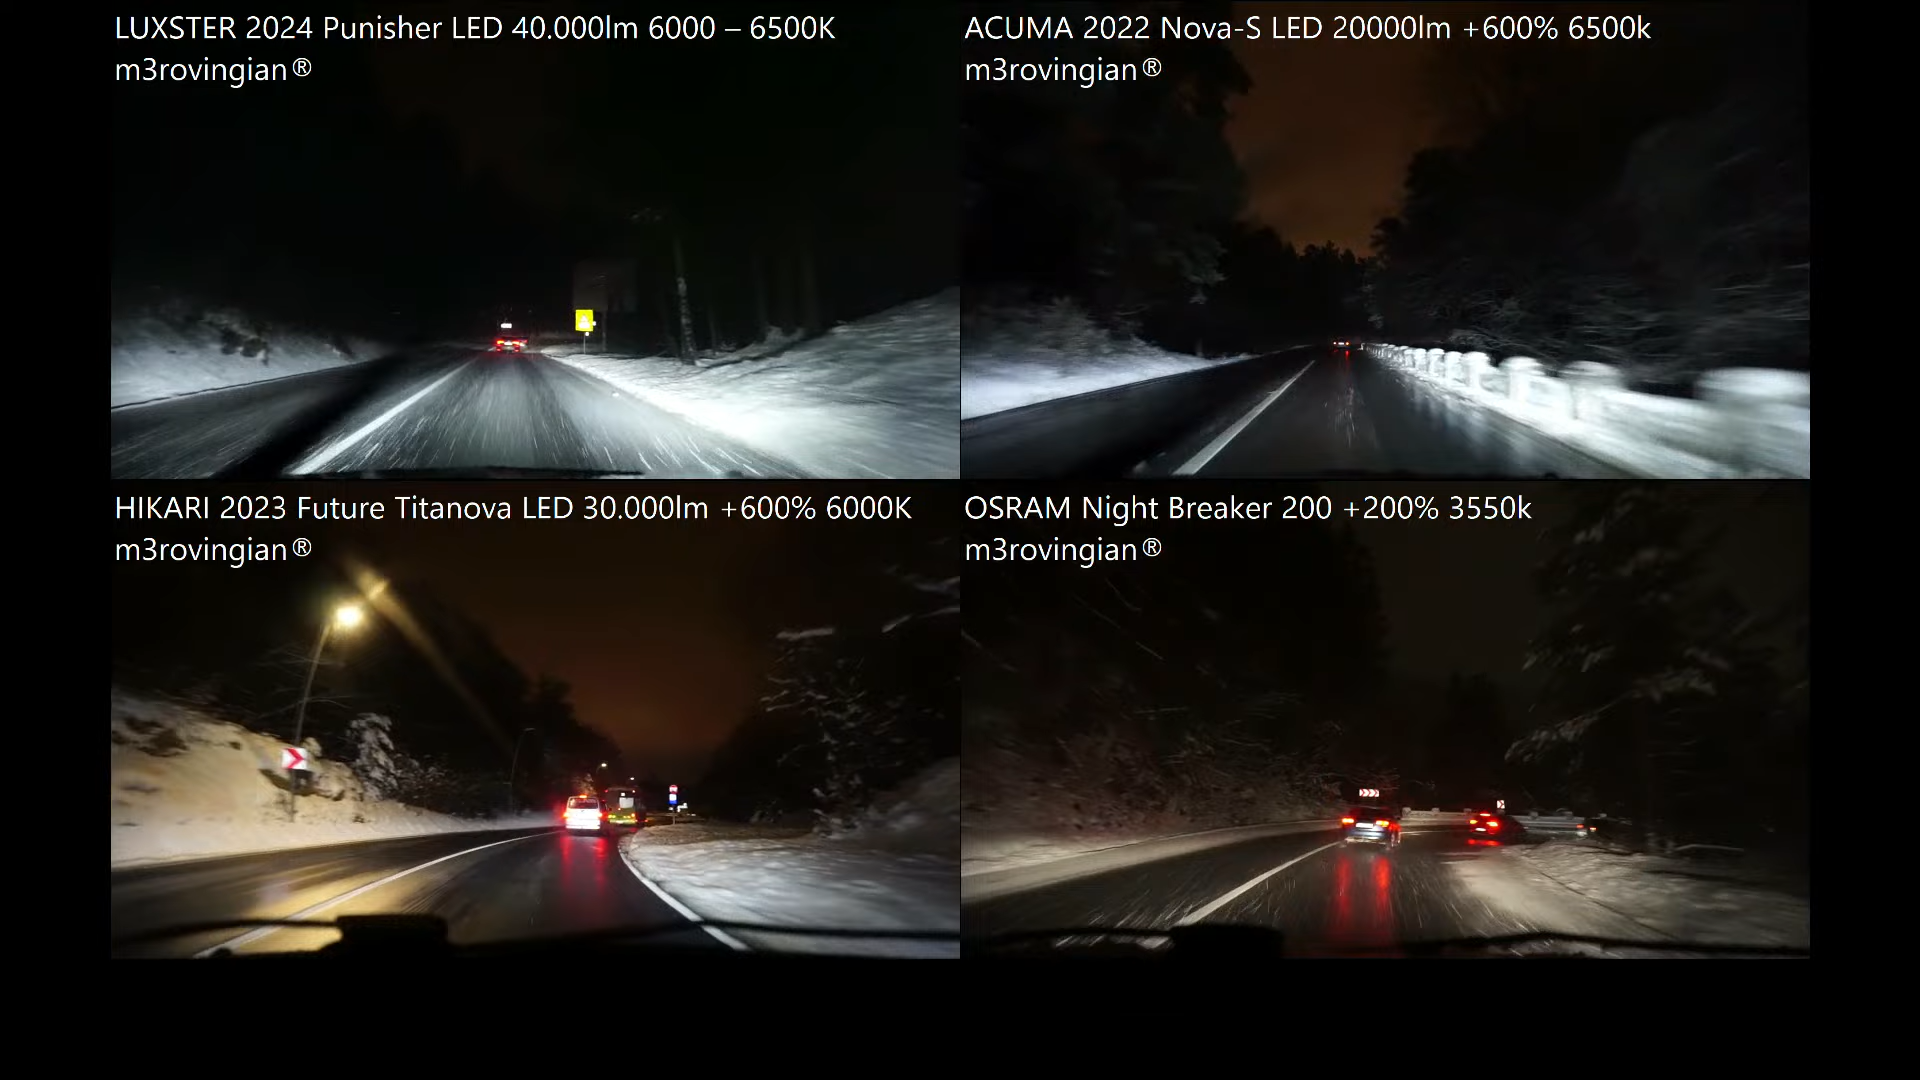 LUXSTER 2024 Punisher LED 40.000lm 6000 – 6500K
m3rovingian®
ACUMA 2022 Nova-S LED 20000lm +600% 6500k
m3rovingian®
HIKARI 2023 Future Titanova LED 30.000lm +600% 6000K
m3rovingian®
OSRAM Night Breaker 200 +200% 3550k
m3rovingian®